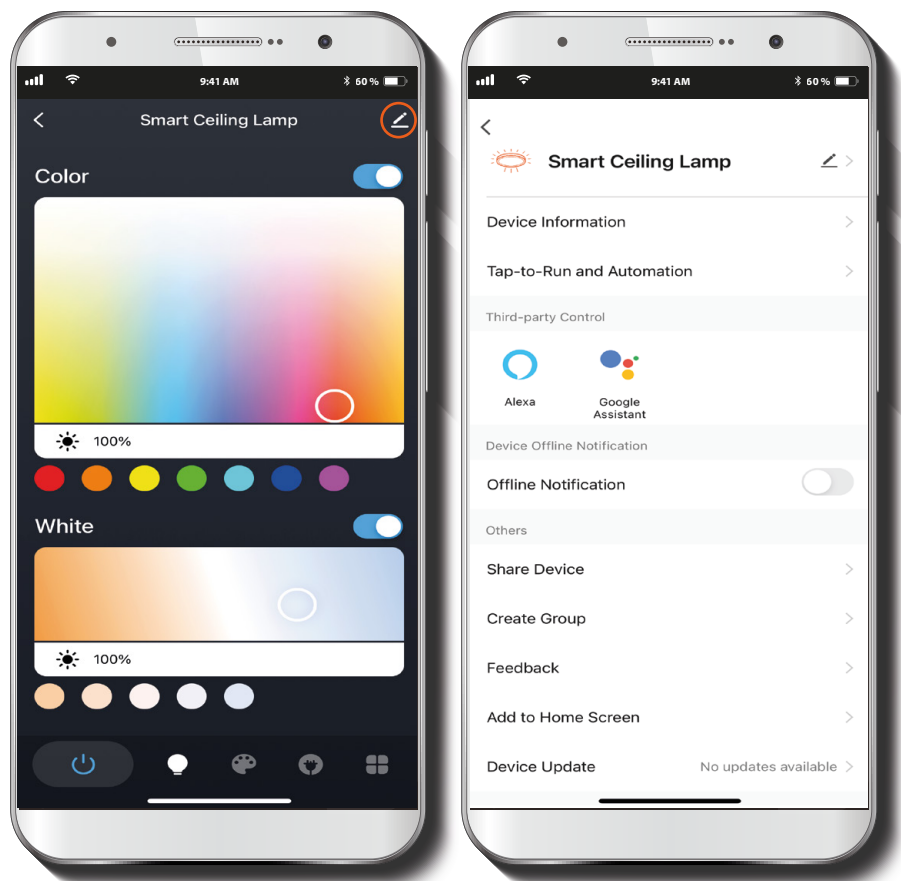 9:41 AM
60 %
Smart Ceiling Lamp
Color
100%
White
100%
9:41 AM
60 %
Smart Ceiling Lamp
Device Information
Tap-to-Run and Automation
Third-party Control
Alexa
Google
Assistant
Device Offline Notification
Offline Notification
Others
Share Device
Create Group
Feedback
Add to Home Screen
Device Update No updates available